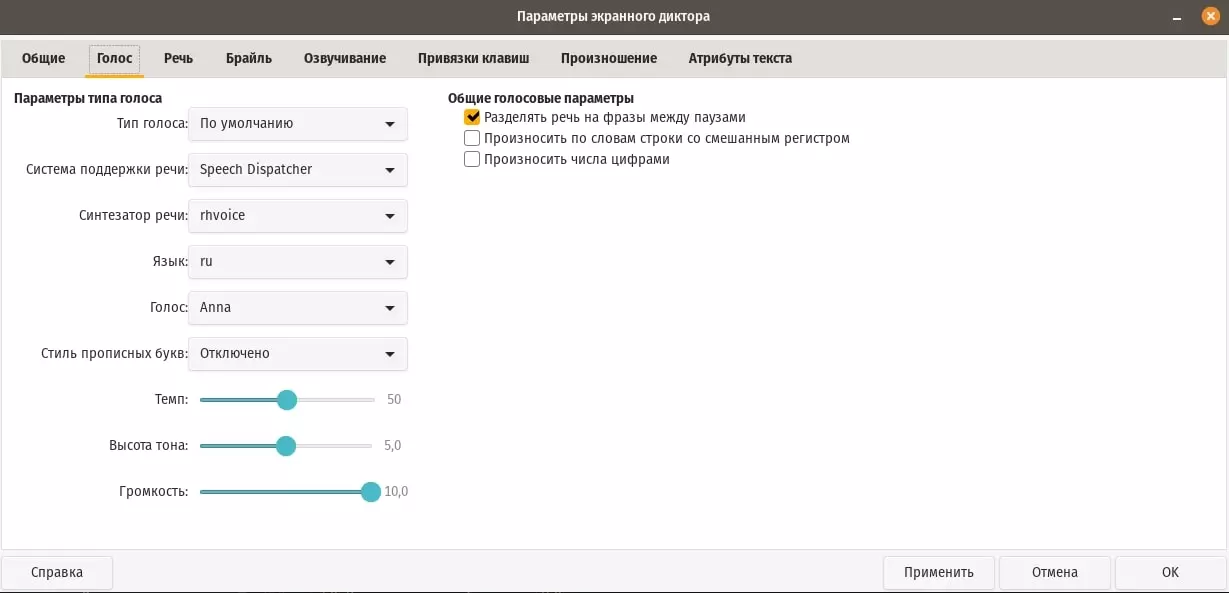 Параметры экранного диктора
Общие Голос Речь Брайль Озвучивание Привязки клавиш Произношение Атрибуты текста
Параметры типа голоса
Тип голоса: По умолчанию
Система поддержки речи: Speech Dispatcher
Синтезатор речи: rhvoice
Язык: ru
Голос: Anna
Стиль прописных букв: Отключено
Темп: 50
Высота тона: 5,0
Громкость: 10,0
Общие голосовые параметры
Разделять речь на фразы между паузами
Произносить по словам строки со смешанным регистром
Произносить числа цифрами
Справка Применить Отмена OK